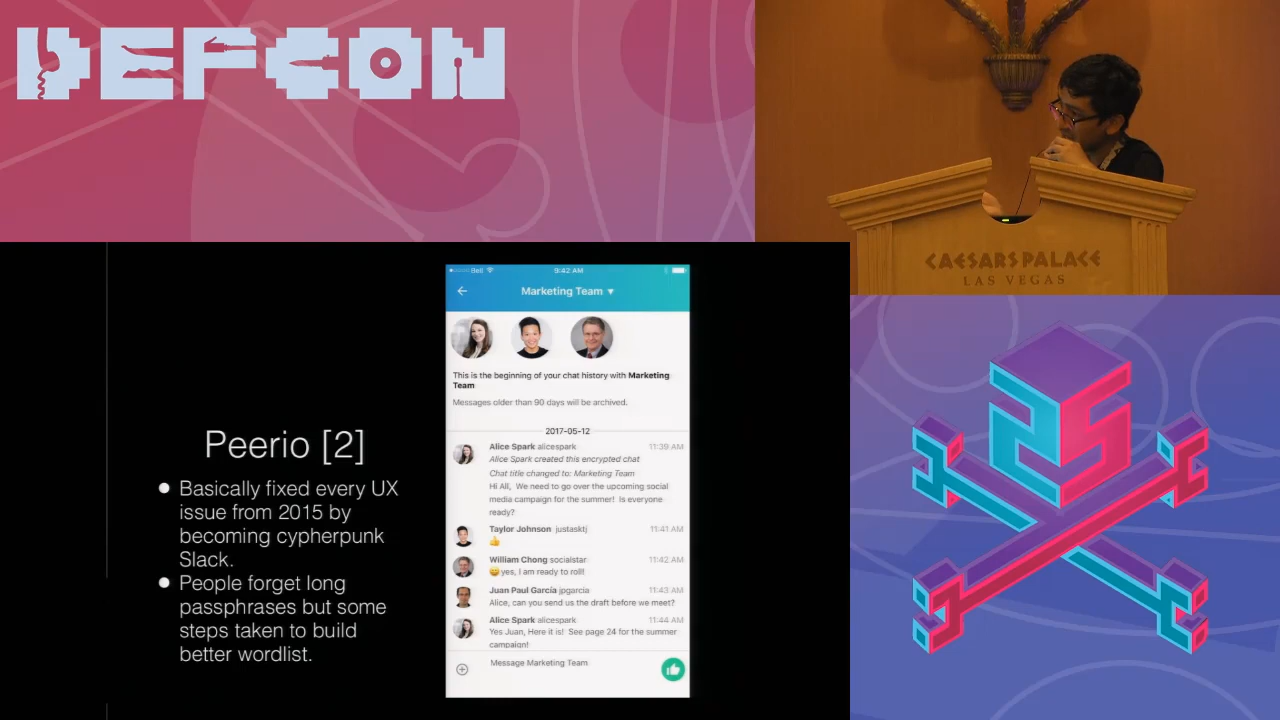 DEFCON
CAESARS PALACE
LAS VEGAS
Peerio [2]
Basically fixed every UX
issue from 2015 by
becoming cypherpunk
Slack.
People forget long
passphrases but some
steps taken to build
better wordlist.
Bell 9:42 AM
Marketing Team
This is the beginning of your chat history with Marketing
Team
Messages older than 90 days will be archived.
2017-05-12
Alice Spark alicespark 11:39 AM
Alice Spark created this encrypted chat
Chat title changed to: Marketing Team
Hi All, We need to go over the upcoming social
media campaign for the summer! Is everyone
ready?
Taylor Johnson justasktj 11:41 AM
👍
William Chong socialstar 11:42 AM
😄 yes, I am ready to roll!
Juan Paul García jpgarcia 11:43 AM
Alice, can you send us the draft before we meet?
Alice Spark alicespark 11:44 AM
Yes Juan, Here it is! See page 24 for the summer
campaign!
Message Marketing Team